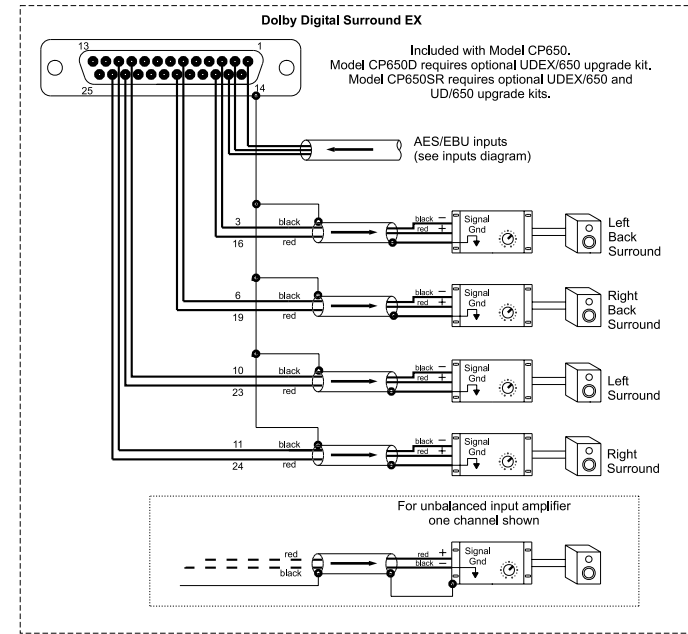 Dolby Digital Surround EX
13
1
25
14
Included with Model CP650.
Model CP650D requires optional UDEX/650 upgrade kit.
Model CP650SR requires optional UDEX/650 and
UD/650 upgrade kits.
AES/EBU inputs
(see inputs diagram)
3 black
16 red
black −
red +
Signal
Gnd
Left
Back
Surround
6 black
19 red
black −
red +
Signal
Gnd
Right
Back
Surround
10 black
23 red
black −
red +
Signal
Gnd
Left
Surround
11 black
24 red
black −
red +
Signal
Gnd
Right
Surround
For unbalanced input amplifier
one channel shown
red
black
red +
black −
Signal
Gnd